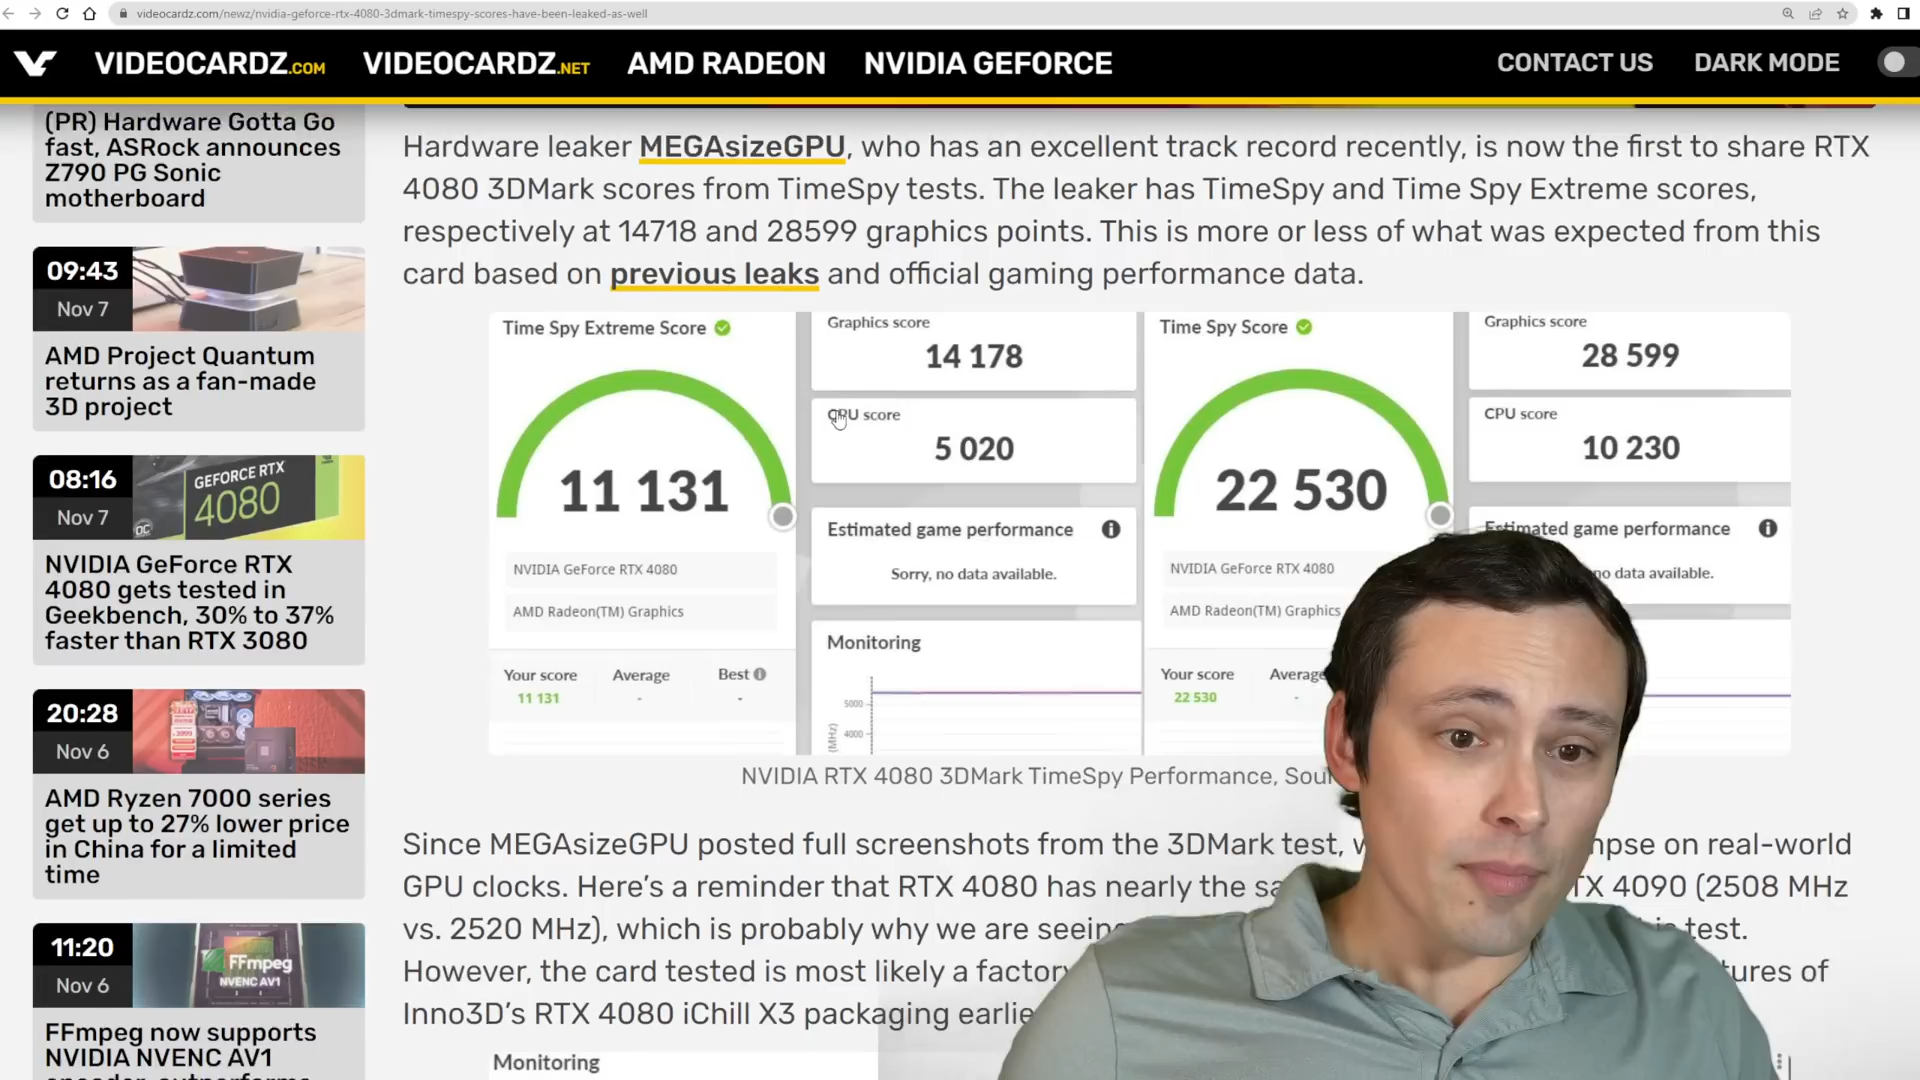 videocardz.com/newz/nvidia-geforce-rtx-4080-3dmark-timespy-scores-have-been-leaked-as-well
VIDEOCARDZ.COM VIDEOCARDZ.NET AMD RADEON NVIDIA GEFORCE CONTACT US DARK MODE
(PR) Hardware Gotta Go
fast, ASRock announces
Z790 PG Sonic
motherboard
09:43
Nov 7
AMD Project Quantum
returns as a fan-made
3D project
08:16
Nov 7
GEFORCE RTX
4080
OC
NVIDIA GeForce RTX
4080 gets tested in
Geekbench, 30% to 37%
faster than RTX 3080
20:28
Nov 6
AMD Ryzen 7000 series
get up to 27% lower price
in China for a limited
time
11:20
Nov 6
FFmpeg
NVENC AV1
FFmpeg now supports
NVIDIA NVENC AV1
Hardware leaker MEGAsizeGPU, who has an excellent track record recently, is now the first to share RTX
4080 3DMark scores from TimeSpy tests. The leaker has TimeSpy and Time Spy Extreme scores,
respectively at 14718 and 28599 graphics points. This is more or less of what was expected from this
card based on previous leaks and official gaming performance data.
Time Spy Extreme Score
11 131
NVIDIA GeForce RTX 4080
AMD Radeon(TM) Graphics
Your score Average Best
11 131 - -
Graphics score
14 178
CPU score
5 020
Estimated game performance
Sorry, no data available.
Monitoring
5000
4000
(MHz)
Time Spy Score
22 530
NVIDIA GeForce RTX 4080
AMD Radeon(TM) Graphics
Your score Average
22 530 -
Graphics score
28 599
CPU score
10 230
Estimated game performance
no data available.
NVIDIA RTX 4080 3DMark TimeSpy Performance,
Since MEGAsizeGPU posted full screenshots from the 3DMark test, on real-world
GPU clocks. Here's a reminder that RTX 4080 has nearly the 4090 (2508 MHz
vs. 2520 MHz), which is probably why we are test.
However, the card tested is most likely a of
Inno3D's RTX 4080 iChill X3 packaging
Monitoring